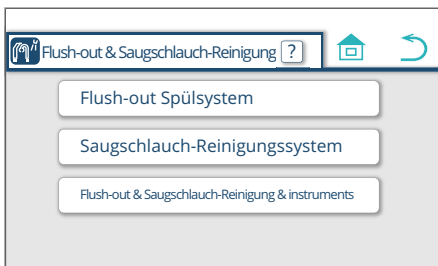 Flush-out & Saugschlauch-Reinigung ?
Flush-out Spülsystem
Saugschlauch-Reinigungssystem
Flush-out & Saugschlauch-Reinigung & instruments